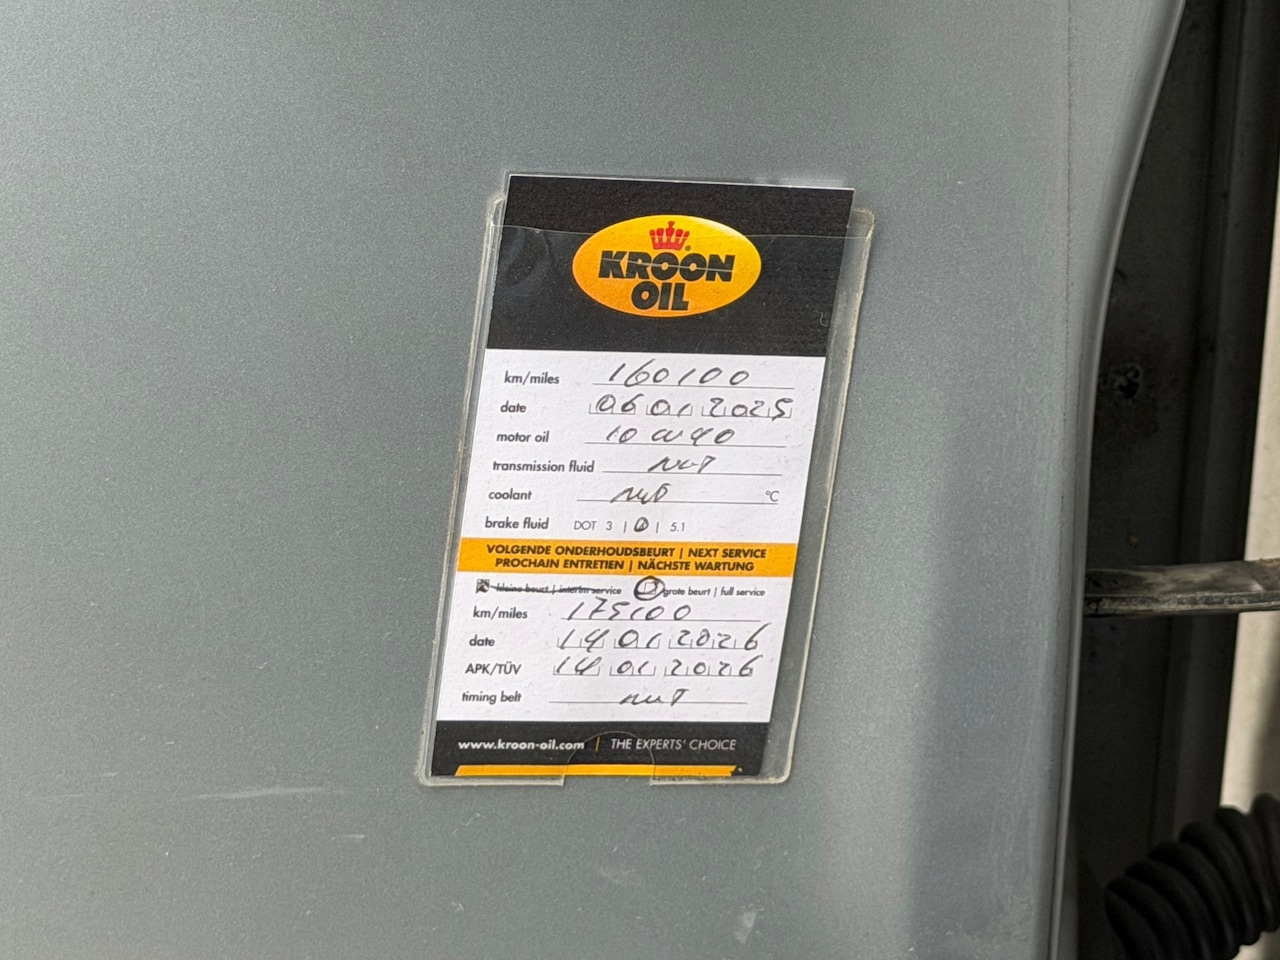 KROON
OIL
km/miles 160100
date 06 01 2025
motor oil 10W40
transmission fluid
coolant °C
brake fluid DOT 3 | | 5.1
VOLGENDE ONDERHOUDSBEURT | NEXT SERVICE
PROCHAIN ENTRETIEN | NÄCHSTE WARTUNG
kleine beurt | interim service grote beurt | full service
km/miles 175100
date 14 01 2026
APK/TÜV 14 01 2026
timing belt
www.kroon-oil.com | THE EXPERTS' CHOICE